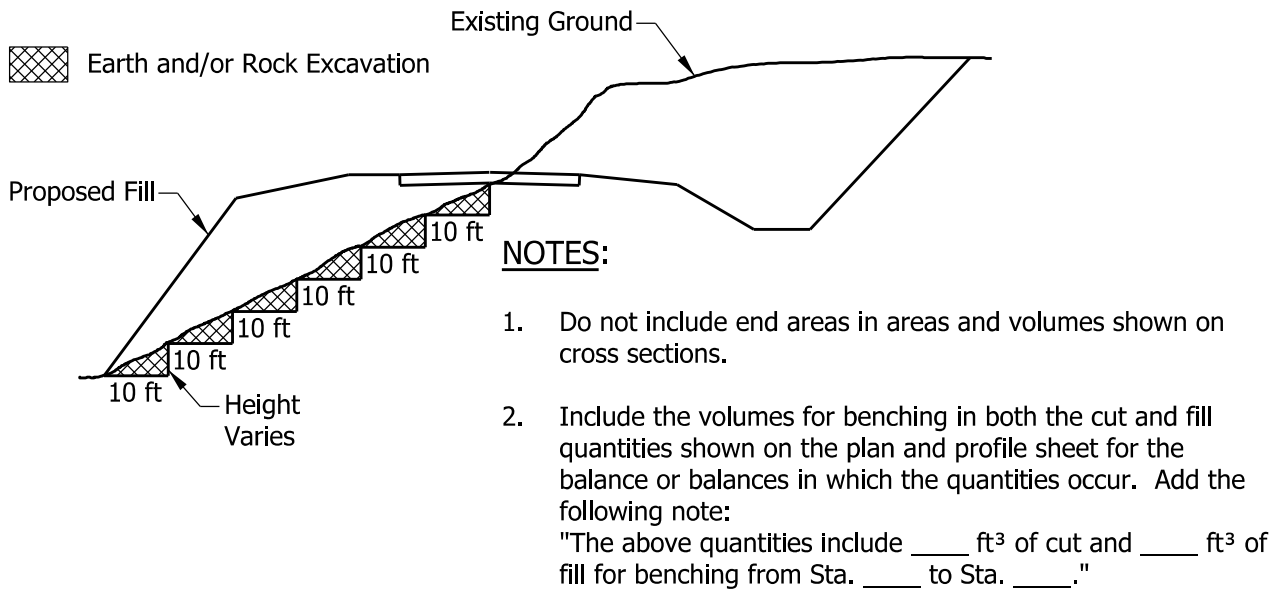 Existing Ground
Earth and/or Rock Excavation
Proposed Fill
10 ft
10 ft
10 ft
10 ft
10 ft
10 ft
Height
Varies
NOTES:
1. Do not include end areas in areas and volumes shown on
cross sections.
2. Include the volumes for benching in both the cut and fill
quantities shown on the plan and profile sheet for the
balance or balances in which the quantities occur. Add the
following note:
"The above quantities include ____ ft³ of cut and ____ ft³ of
fill for benching from Sta. ____ to Sta. ____."